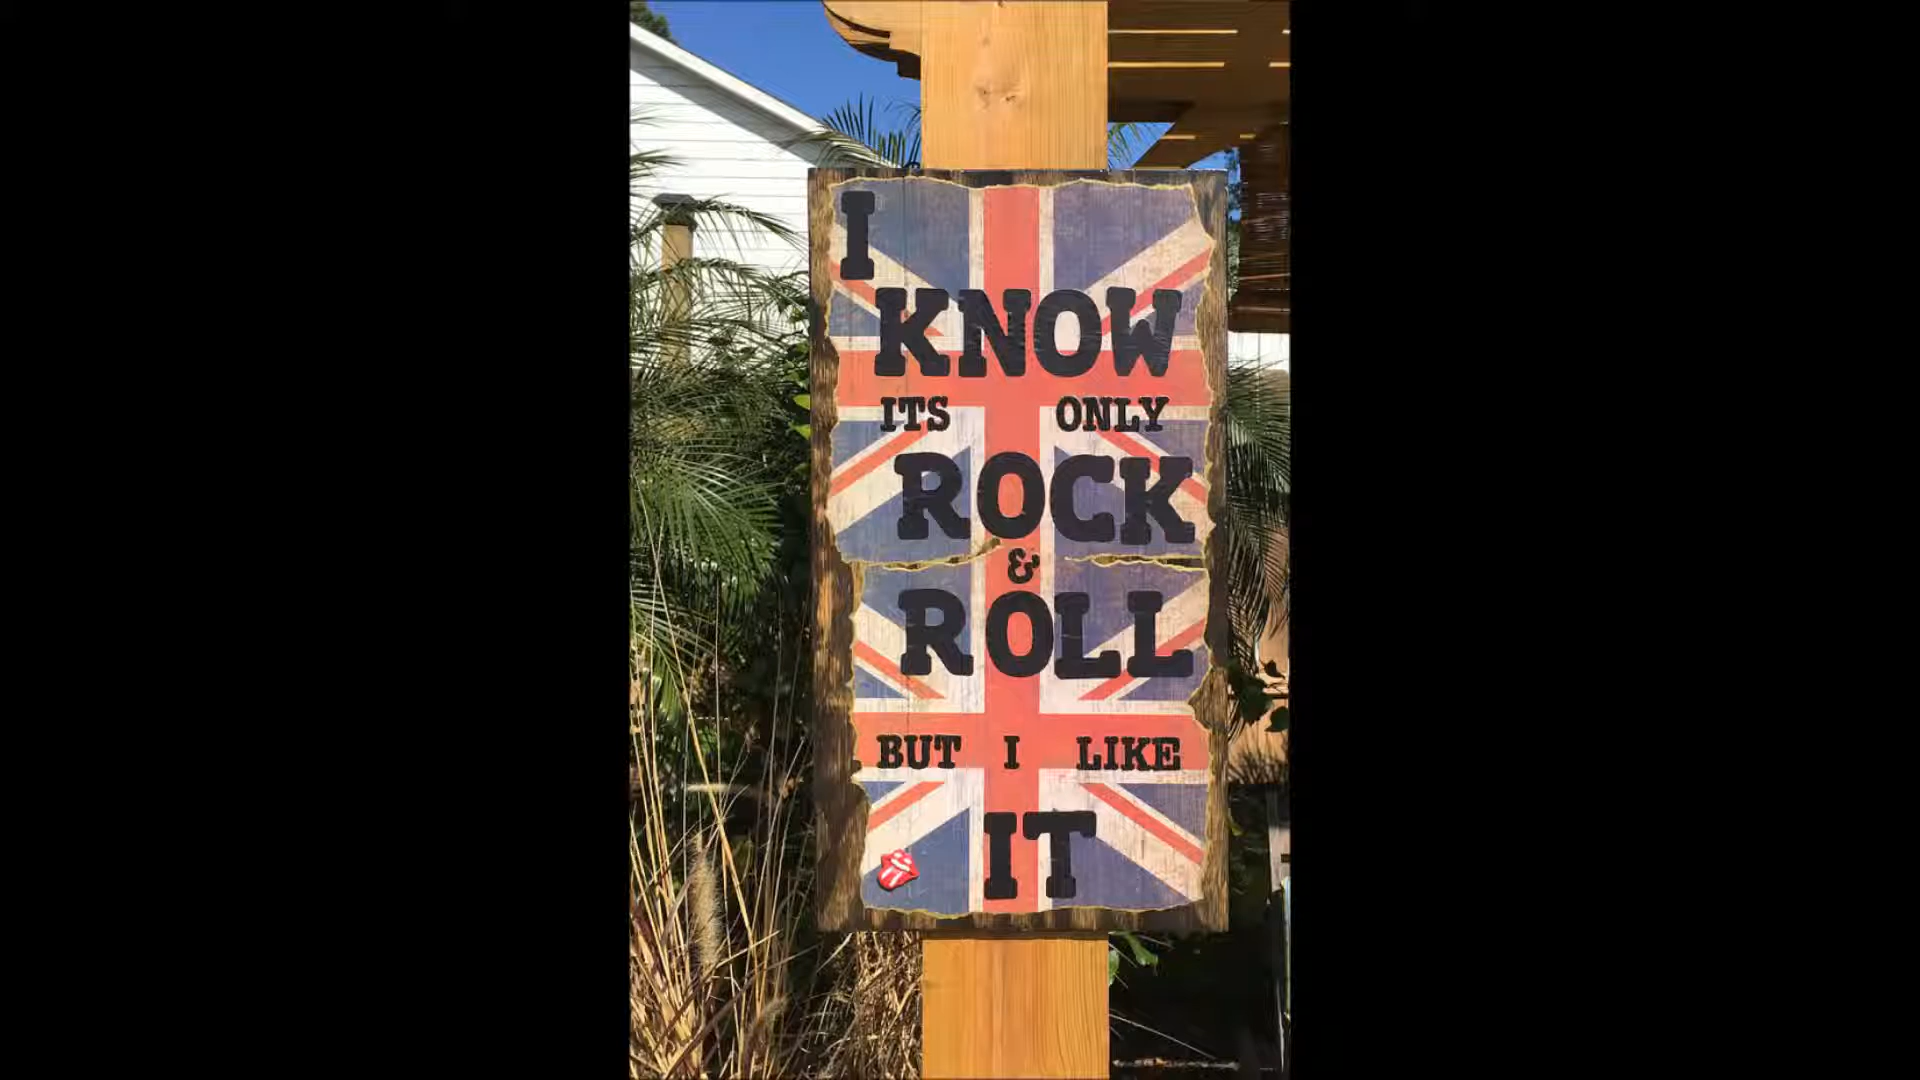 I
KNOW
ITS ONLY
ROCK
&
ROLL
BUT I LIKE
IT